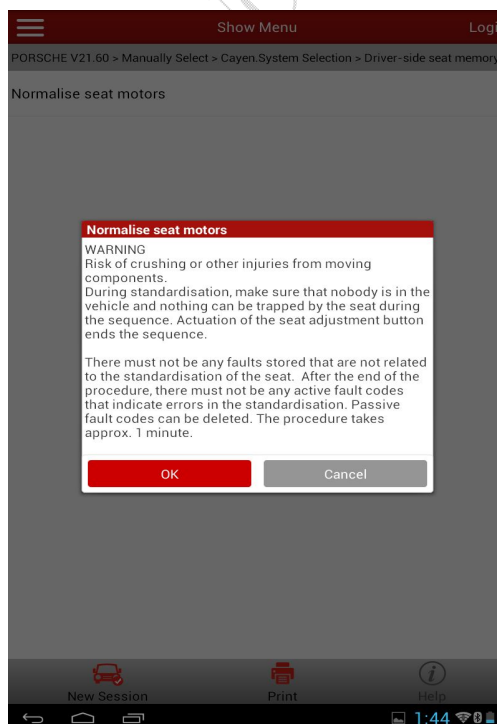 Show Menu
Logi
PORSCHE V21.60 > Manually Select > Cayen.System Selection > Driver-side seat memory
Normalise seat motors
Normalise seat motors
WARNING
Risk of crushing or other injuries from moving
components.
During standardisation, make sure that nobody is in the
vehicle and nothing can be trapped by the seat during
the sequence. Actuation of the seat adjustment button
ends the sequence.
There must not be any faults stored that are not related
to the standardisation of the seat. After the end of the
procedure, there must not be any active fault codes
that indicate errors in the standardisation. Passive
fault codes can be deleted. The procedure takes
approx. 1 minute.
OK
Cancel
New Session
Print
Help
1:44